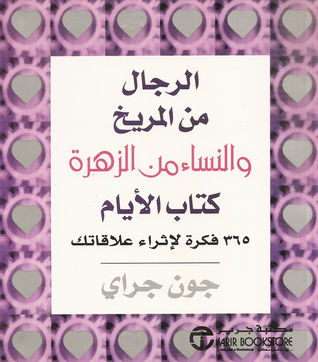 الرجال
من المريخ
والنساء من الزهرة
كتاب الأيام
٣٦٥ فكرة لإثراء علاقاتك
جون جراي
مكتبة جرير
JARIR BOOKSTORE